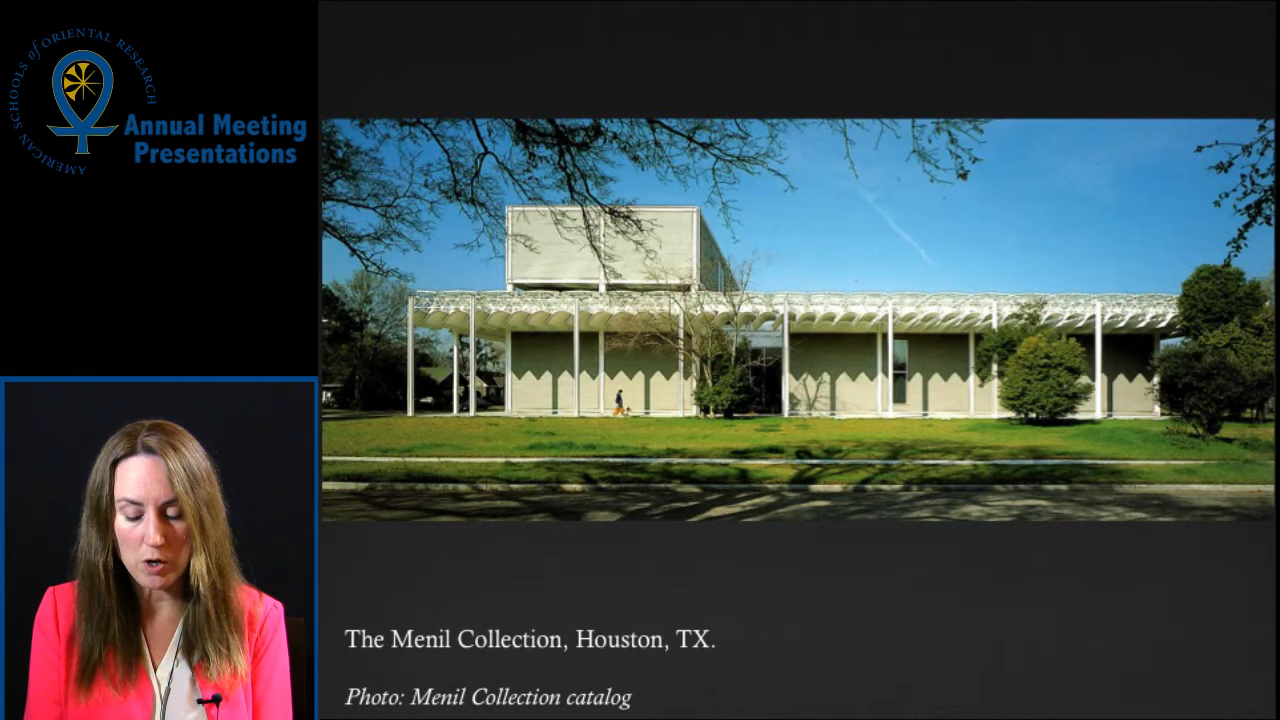 AMERICAN SCHOOLS of ORIENTAL RESEARCH
Annual Meeting
Presentations
The Menil Collection, Houston, TX.
Photo: Menil Collection catalog